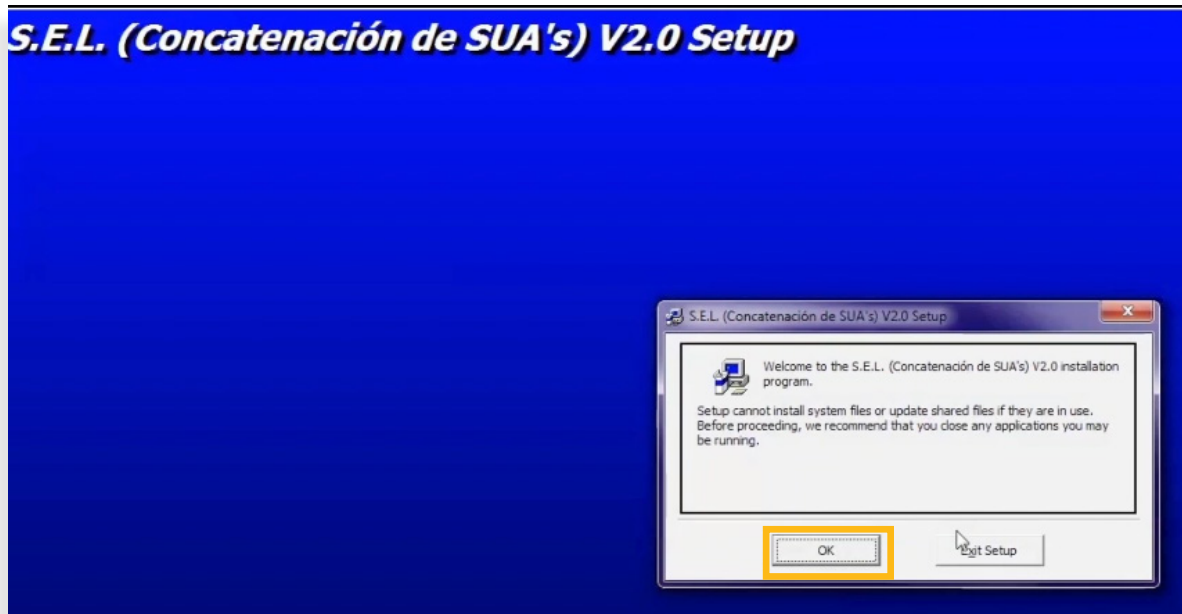 S.E.L. (Concatenación de SUA's) V2.0 Setup
S.E.L. (Concatenación de SUA's) V2.0 Setup
Welcome to the S.E.L. (Concatenación de SUA's) V2.0 installation
program.
Setup cannot install system files or update shared files if they are in use.
Before proceeding, we recommend that you close any applications you may
be running.
OK
Exit Setup